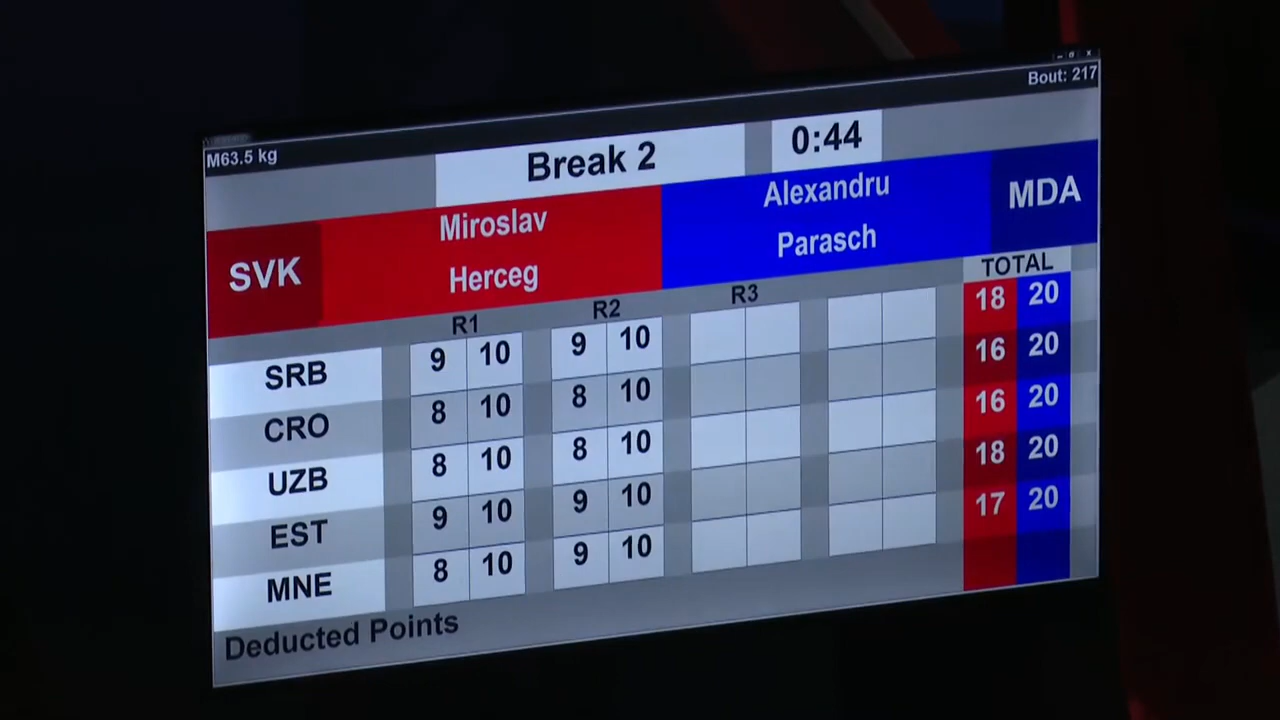 Bout: 217
M63.5 kg
Break 2 0:44
SVK Miroslav Herceg
Alexandru Parasch MDA
R1 R2 R3 TOTAL
SRB 9 10 9 10 18 20
CRO 8 10 8 10 16 20
UZB 8 10 8 10 16 20
EST 9 10 9 10 18 20
MNE 8 10 9 10 17 20
Deducted Points